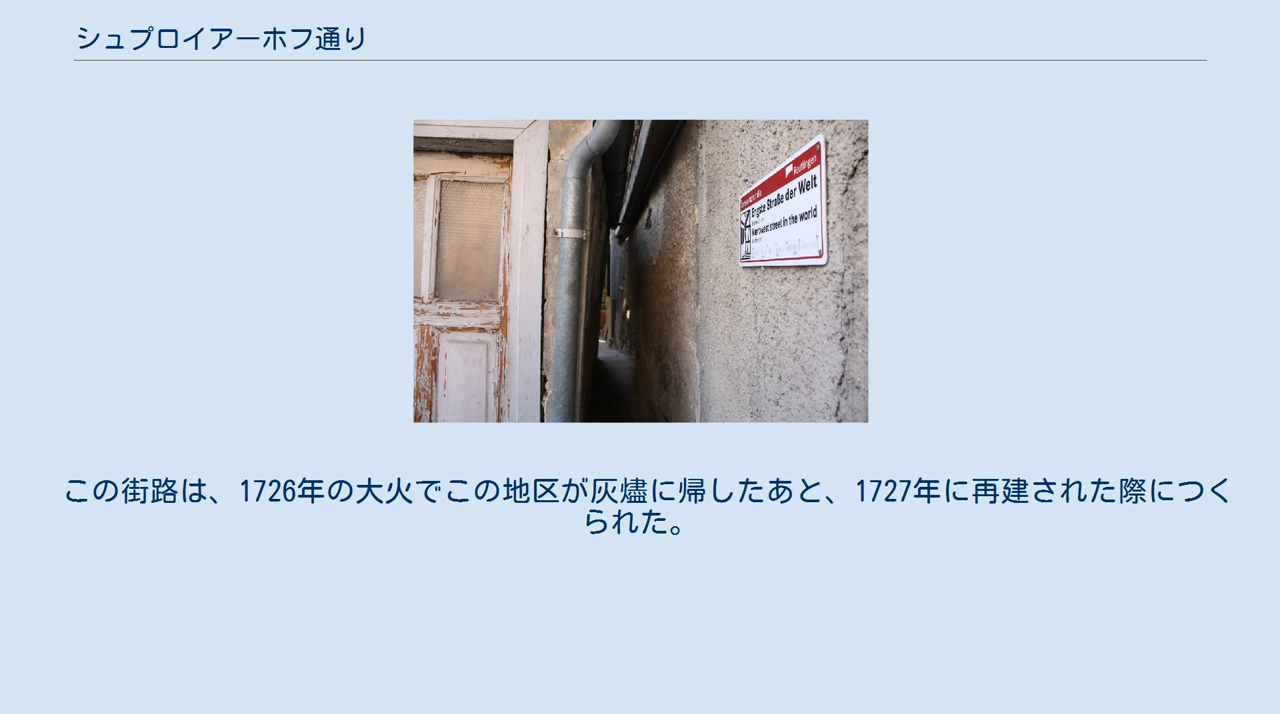 シュプロイアーホフ通り
Reutlingen
Engste Straße der Welt
Narrowest street in the world
この街路は、1726年の大火でこの地区が灰燼に帰したあと、1727年に再建された際につく
られた。